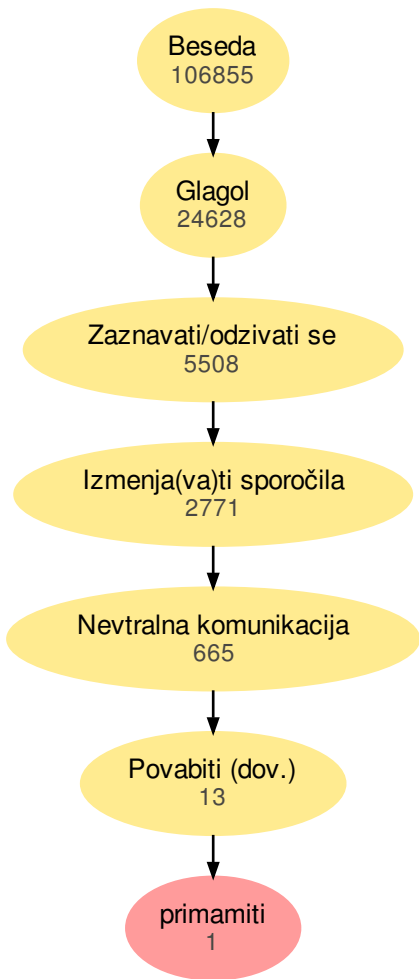 Beseda
106855
Glagol
24628
Zaznavati/odzivati se
5508
Izmenja(va)ti sporočila
2771
Nevtralna komunikacija
665
Povabiti (dov.)
13
primamiti
1